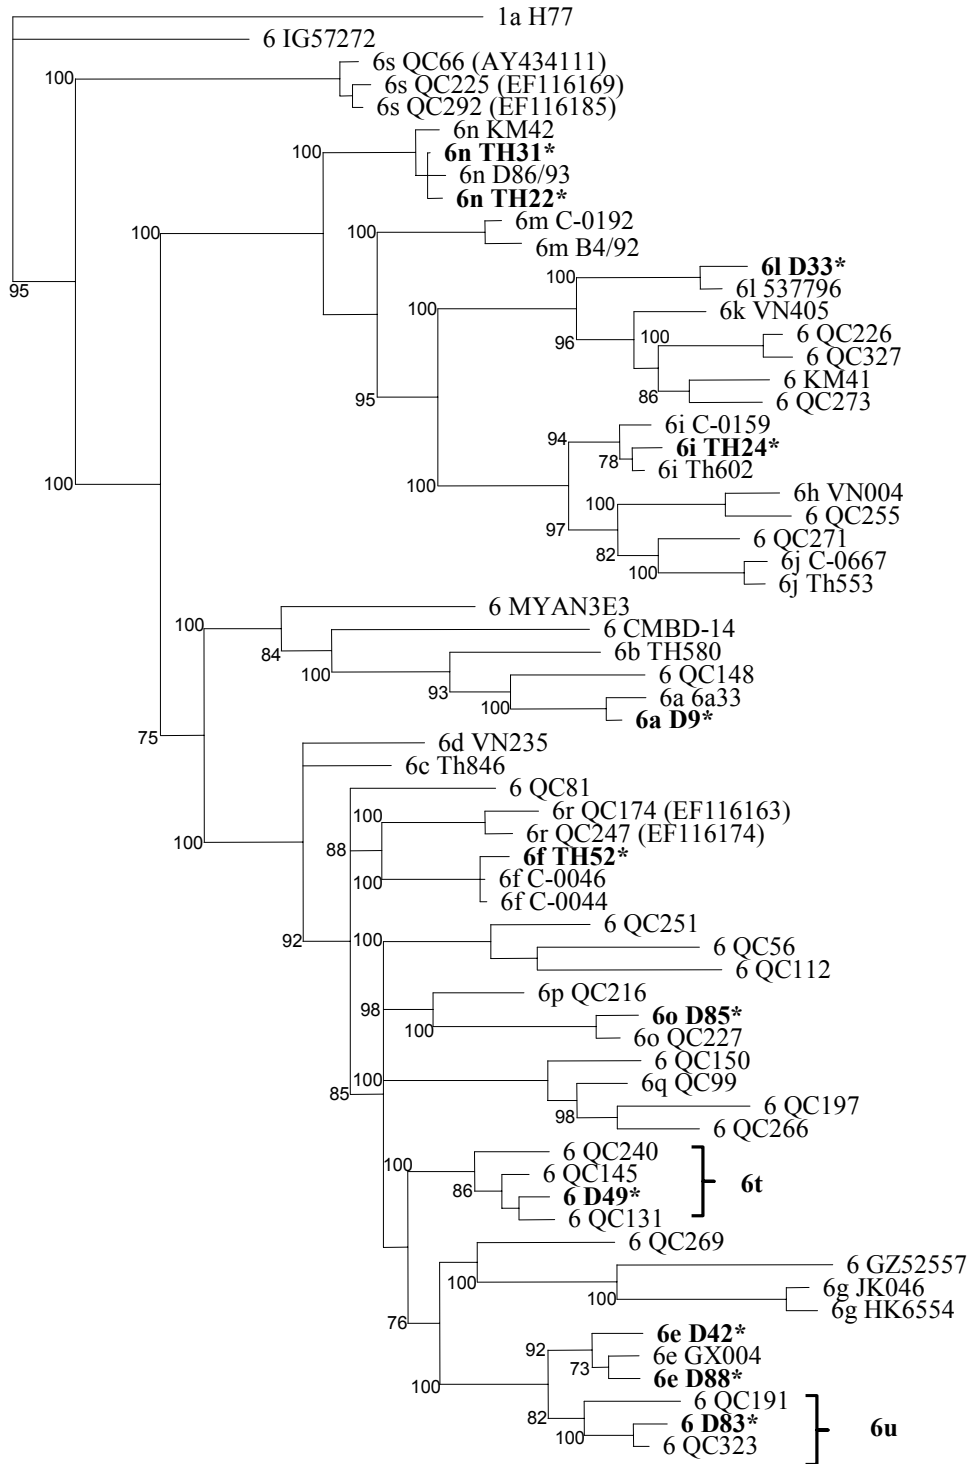 1a H77
6 IG57272
6s QC66 (AY434111)
100
6s QC225 (EF116169)
6s QC292 (EF116185)
6n KM42
100
6n TH31*
6n D86/93
6n TH22*
6m C-0192
100
100
6m B4/92
6l D33*
100
95
6l 537796
100
6k VN405
6 QC226
96
100
6 QC327
6 KM41
86
95
6 QC273
6i C-0159
94
6i TH24*
78
6i Th602
100
100
6h VN004
100
6 QC255
97
6 QC271
82
6j C-0667
100
6j Th553
6 MYAN3E3
100
6 CMBD-14
84
6b TH580
100
6 QC148
93
6a 6a33
100
6a D9*
75
6d VN235
6c Th846
6 QC81
6r QC174 (EF116163)
100
6r QC247 (EF116174)
100
88
6f TH52*
100
6f C-0046
6f C-0044
6 QC251
92
100
6 QC56
6 QC112
6p QC216
98
6o D85*
100
6o QC227
6 QC150
100
6q QC99
85
6 QC197
98
6 QC266
6 QC240
100
6 QC145
6t
86
6 D49*
6 QC131
6 QC269
6 GZ52557
100
6g JK046
100
6g HK6554
76
6e D42*
92
6e GX004
73
6e D88*
100
6 QC191
82
6 D83*
6u
100
6 QC323